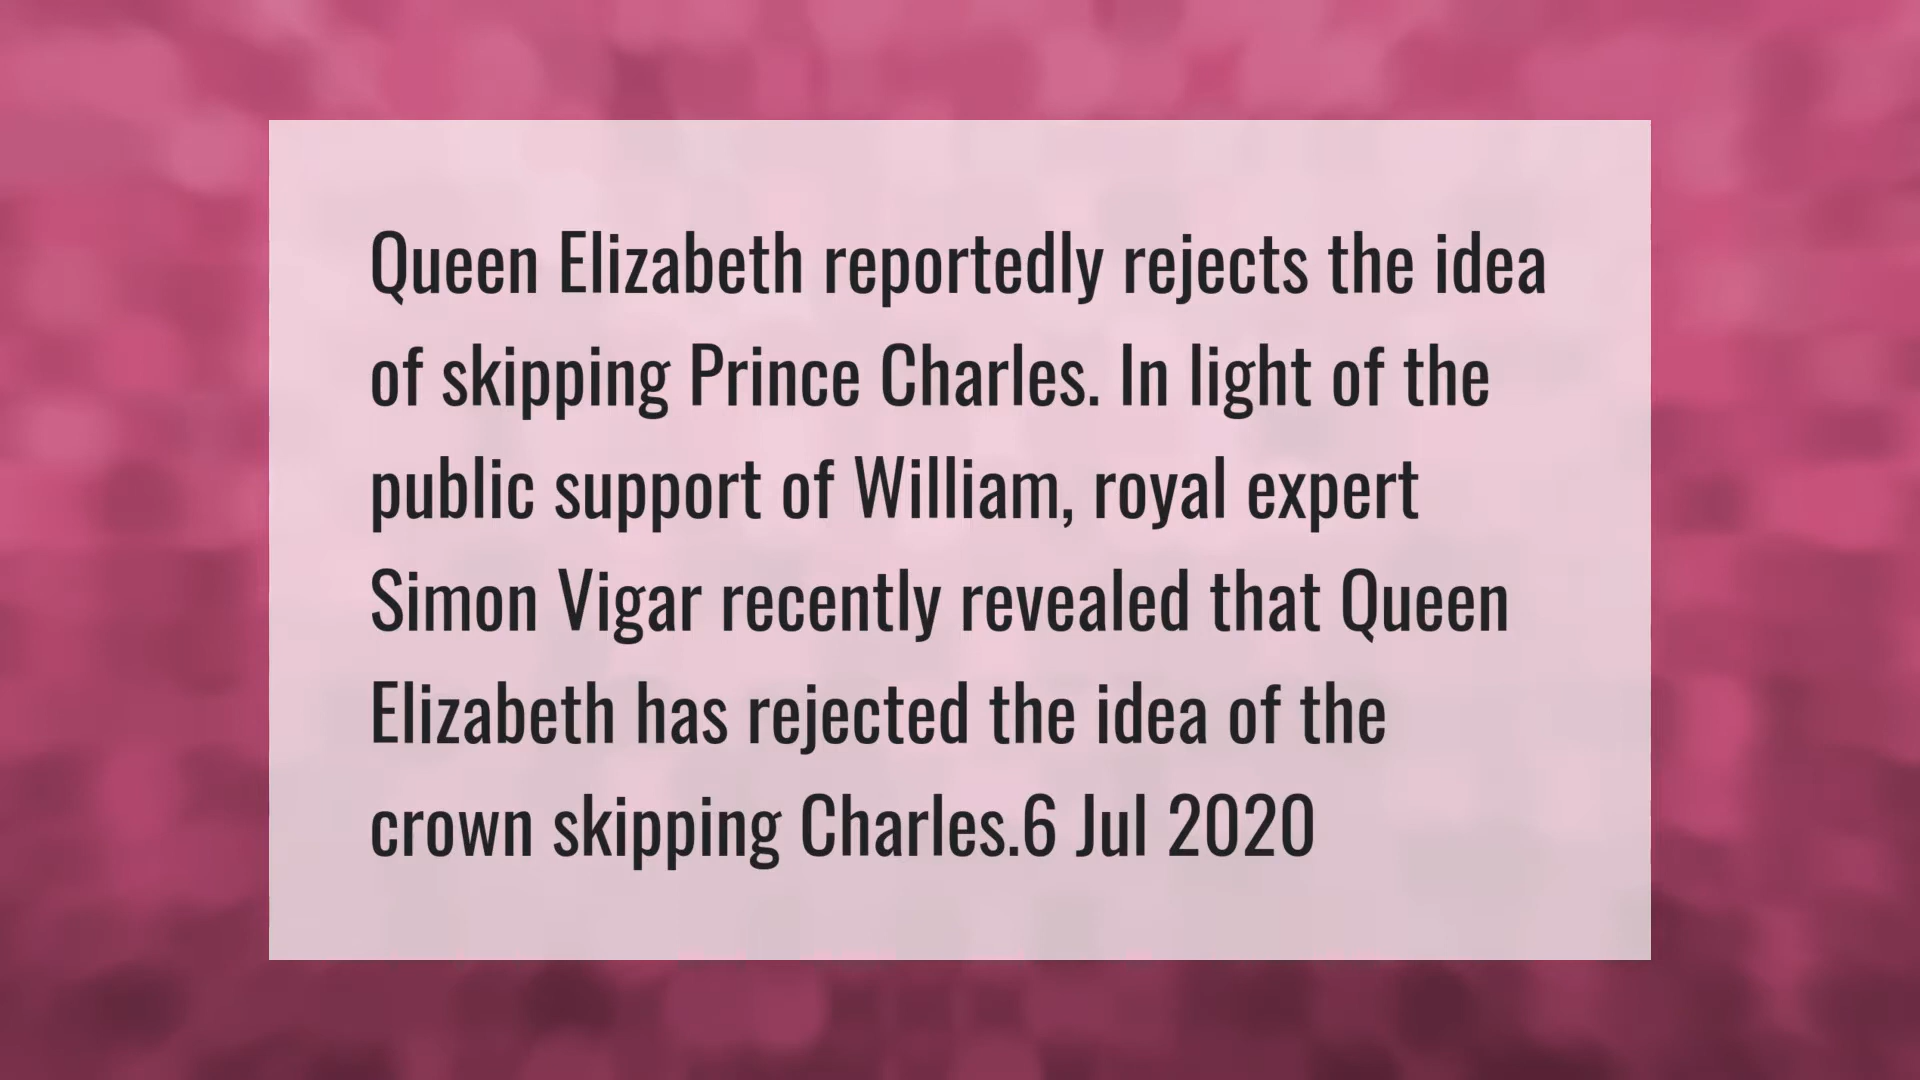 Queen Elizabeth reportedly rejects the idea
of skipping Prince Charles. In light of the
public support of William, royal expert
Simon Vigar recently revealed that Queen
Elizabeth has rejected the idea of the
crown skipping Charles.6 Jul 2020